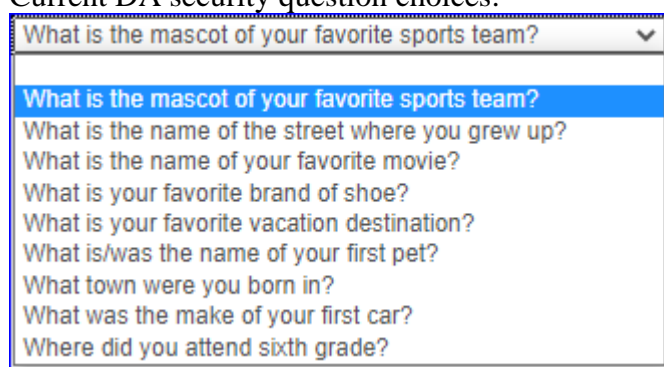 Current DA security question choices:
What is the mascot of your favorite sports team?
What is the mascot of your favorite sports team?
What is the name of the street where you grew up?
What is the name of your favorite movie?
What is your favorite brand of shoe?
What is your favorite vacation destination?
What is/was the name of your first pet?
What town were you born in?
What was the make of your first car?
Where did you attend sixth grade?